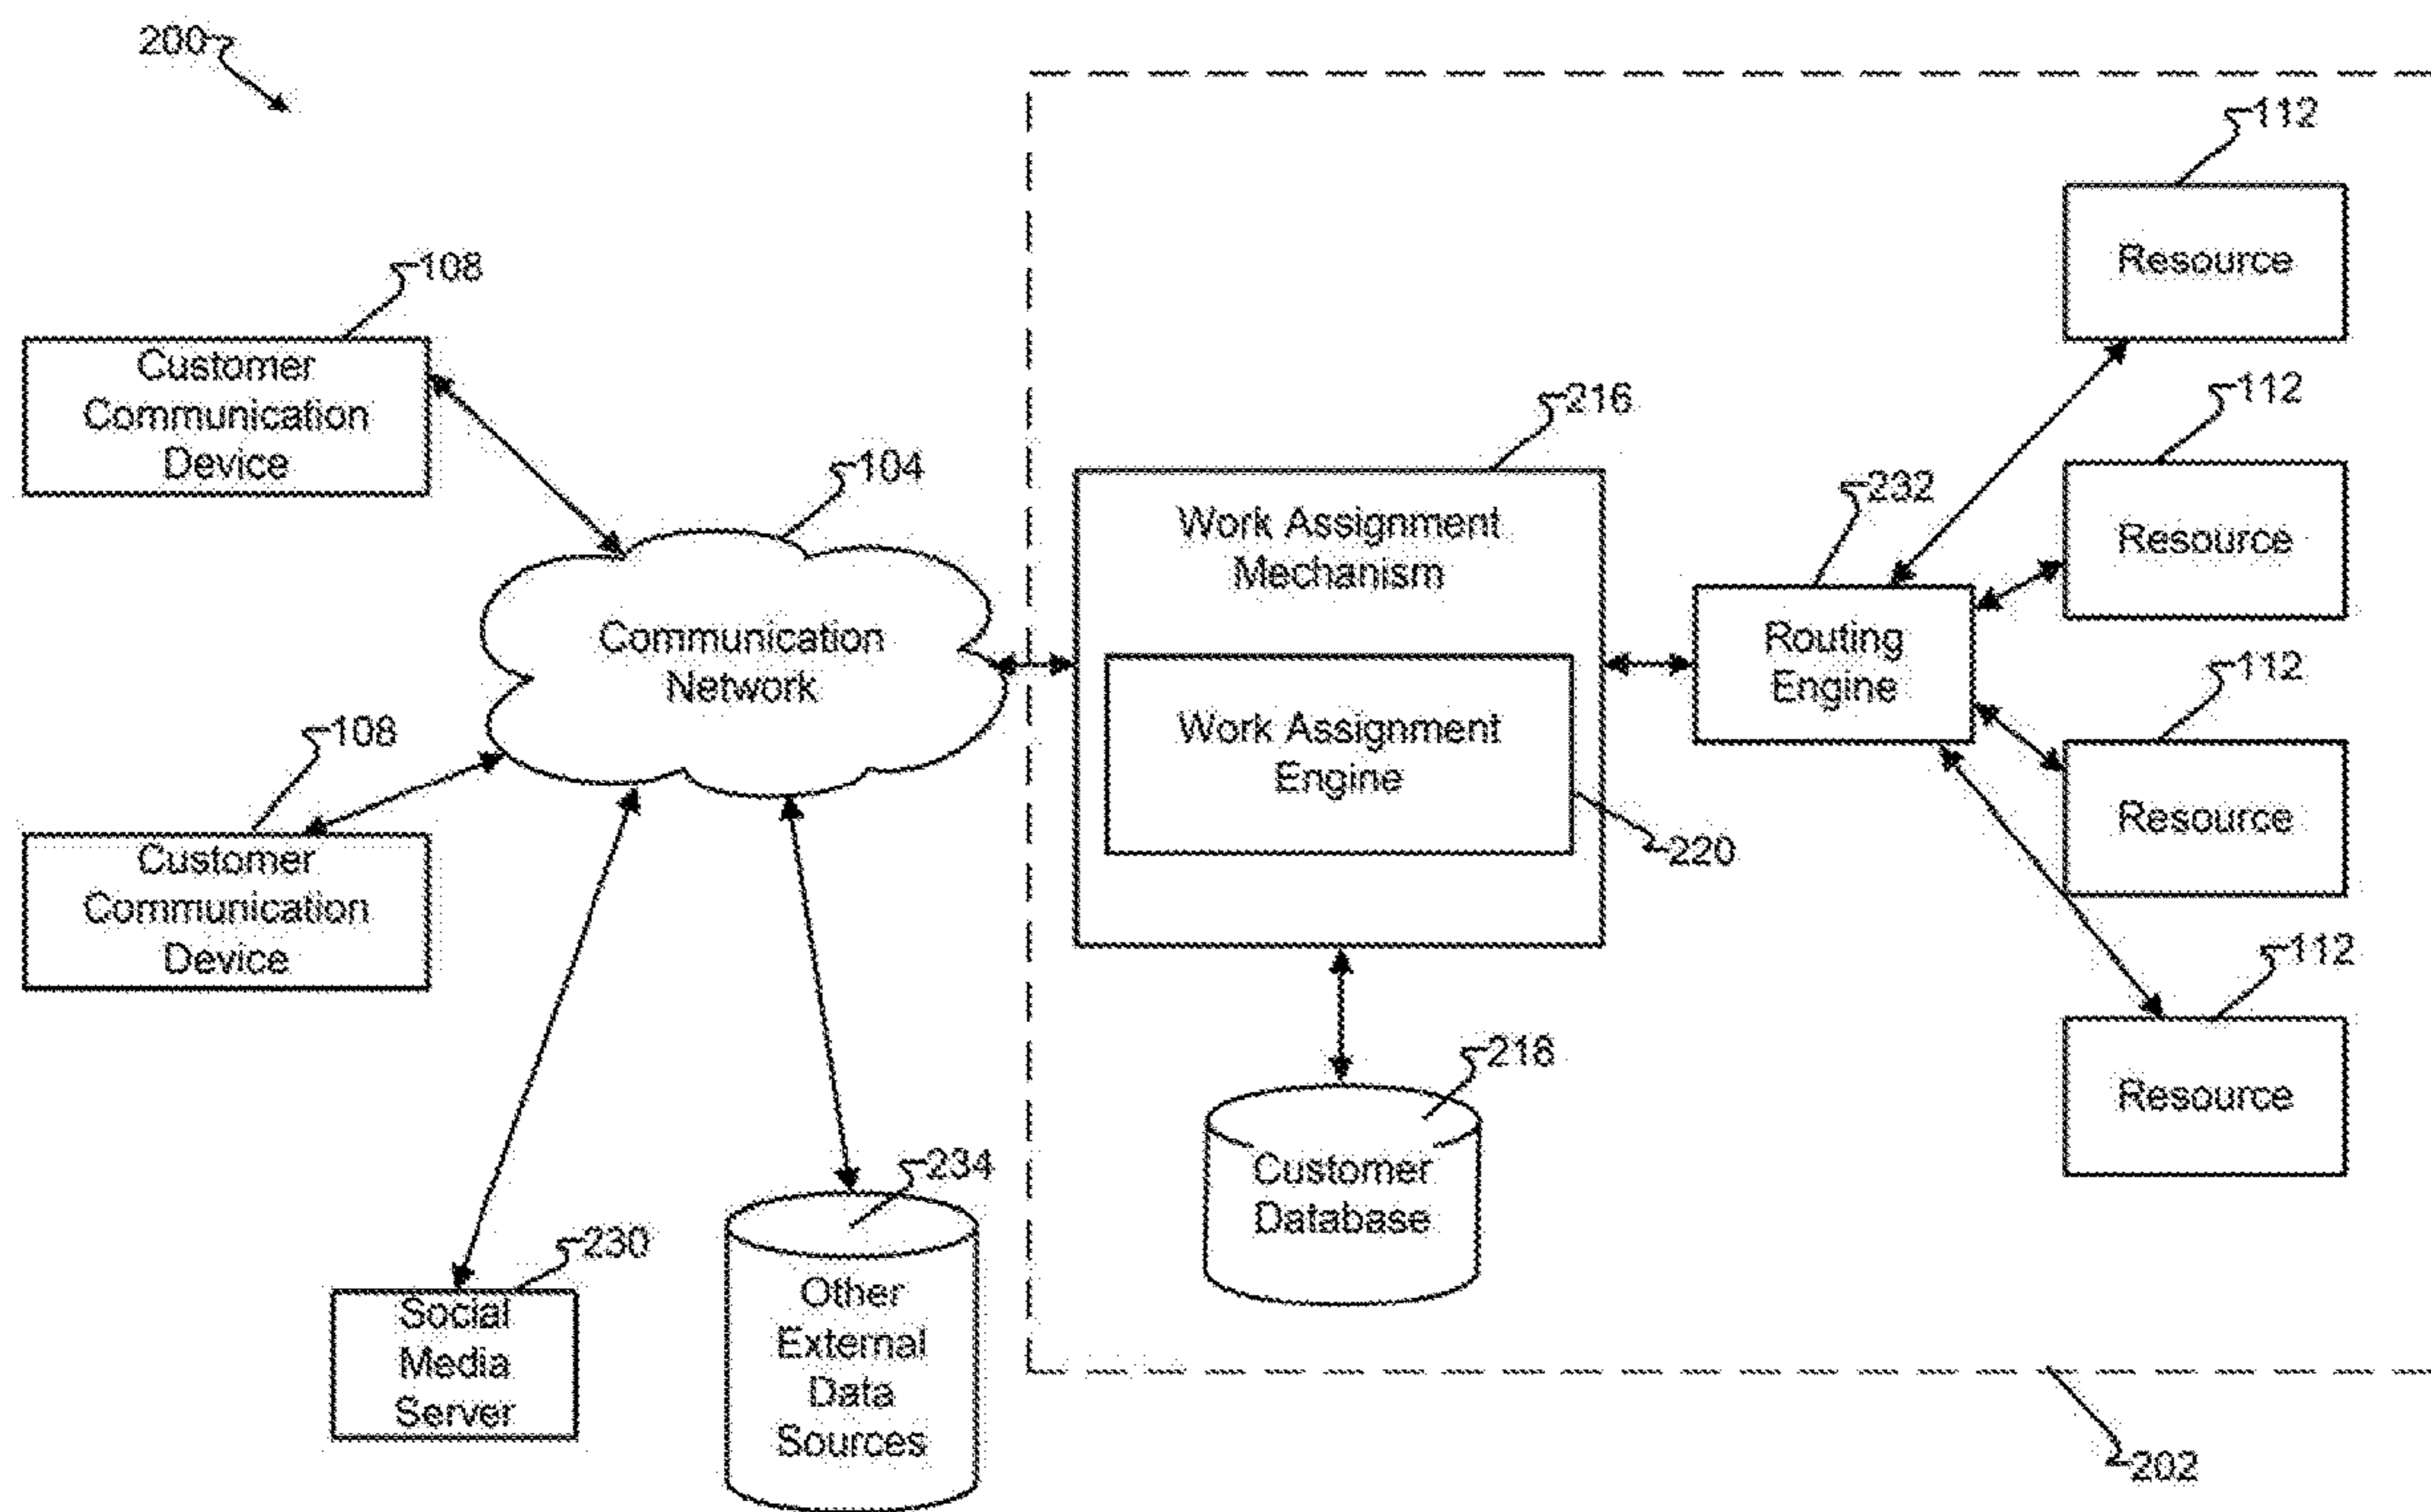 200
112
Resource
108
Customer
Communication
Device
216
112
Resource
104
232
Work Assignment
Mechanism
Communication
Network
Routing
Engine
112
Resource
Work Assignment
Engine
220
108
Customer
Communication
Device
112
Resource
218
Customer
Database
234
Other
External
Data
Sources
230
Social
Media
Server
202